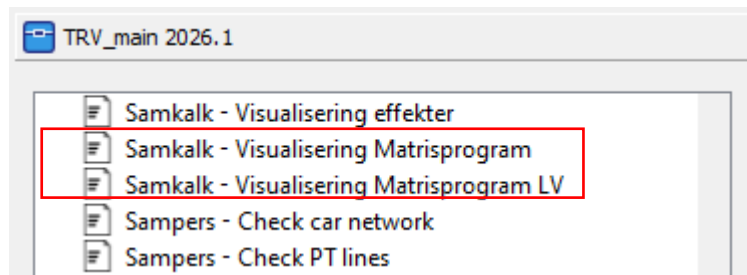 TRV_main 2026.1
Samkalk - Visualisering effekter
Samkalk - Visualisering Matrisprogram
Samkalk - Visualisering Matrisprogram LV
Sampers - Check car network
Sampers - Check PT lines